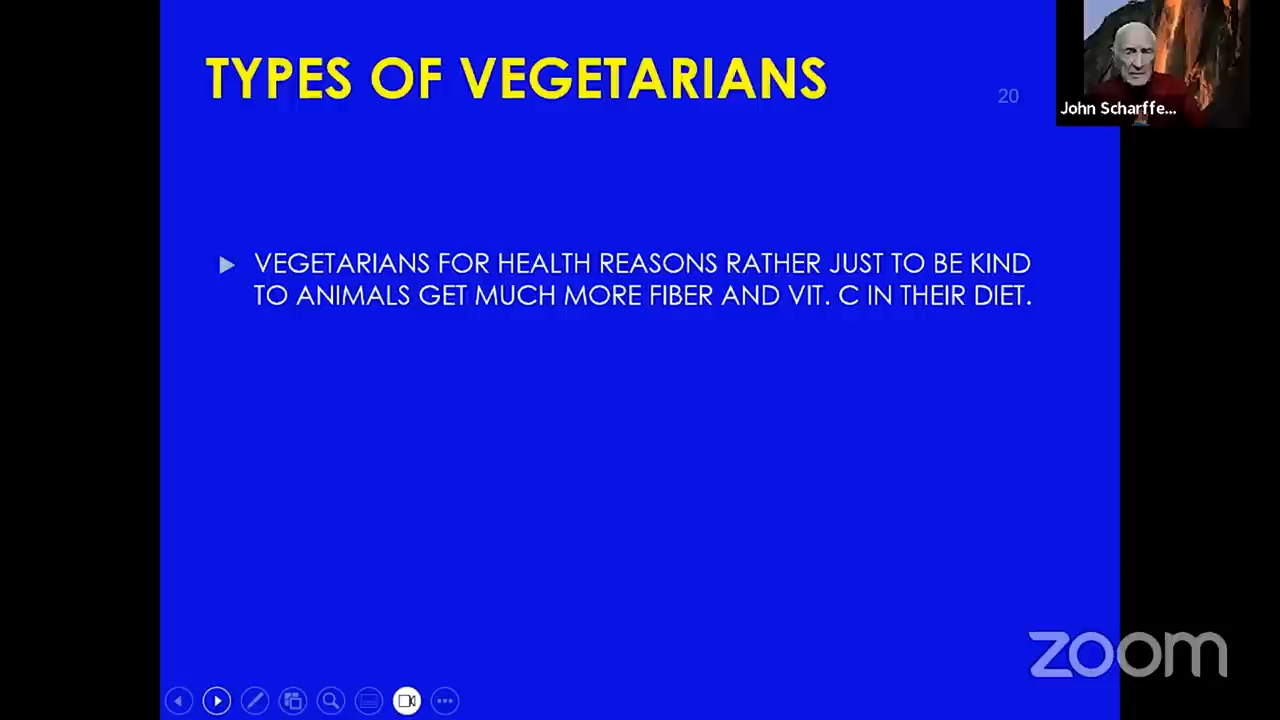 TYPES OF VEGETARIANS
20
John Scharffe...
VEGETARIANS FOR HEALTH REASONS RATHER JUST TO BE KIND
TO ANIMALS GET MUCH MORE FIBER AND VIT. C IN THEIR DIET.
zoom